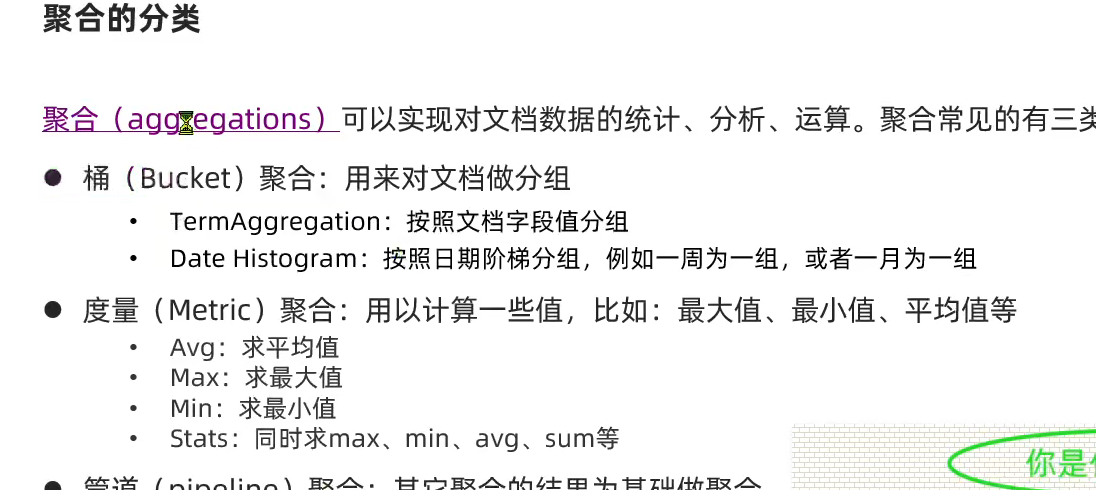 聚合的分类
聚合（aggregations）可以实现对文档数据的统计、分析、运算。聚合常见的有三类
● 桶（Bucket）聚合：用来对文档做分组
• TermAggregation：按照文档字段值分组
• Date Histogram：按照日期阶梯分组，例如一周为一组，或者一月为一组
● 度量（Metric）聚合：用以计算一些值，比如：最大值、最小值、平均值等
• Avg：求平均值
• Max：求最大值
• Min：求最小值
• Stats：同时求max、min、avg、sum等
● 管道（pipeline）聚合：其它聚合的结果为基础做聚合
你是